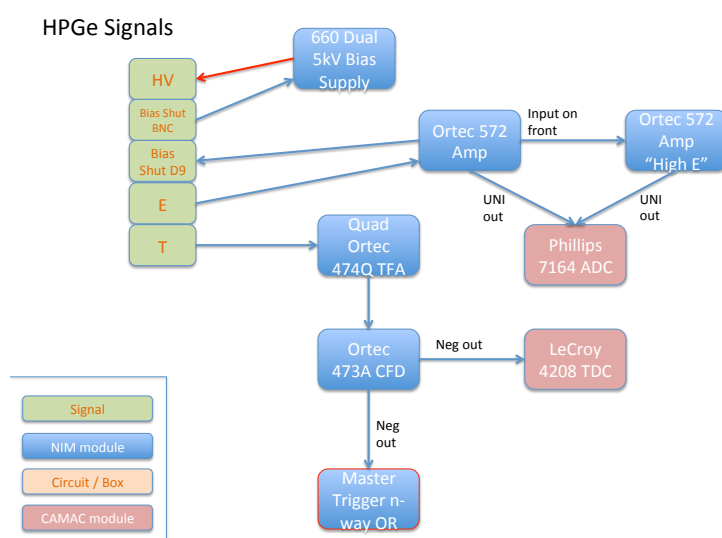 HPGe Signals
660 Dual
5kV Bias
Supply
HV
Bias Shut
BNC
Bias
Shut D9
E
T
Ortec 572
Amp
Input on
front
Ortec 572
Amp
“High E”
UNI
out
UNI
out
Quad
Ortec
474Q TFA
Phillips
7164 ADC
Ortec
473A CFD
Neg out
LeCroy
4208 TDC
Neg
out
Master
Trigger n-
way OR
Signal
NIM module
Circuit / Box
CAMAC module